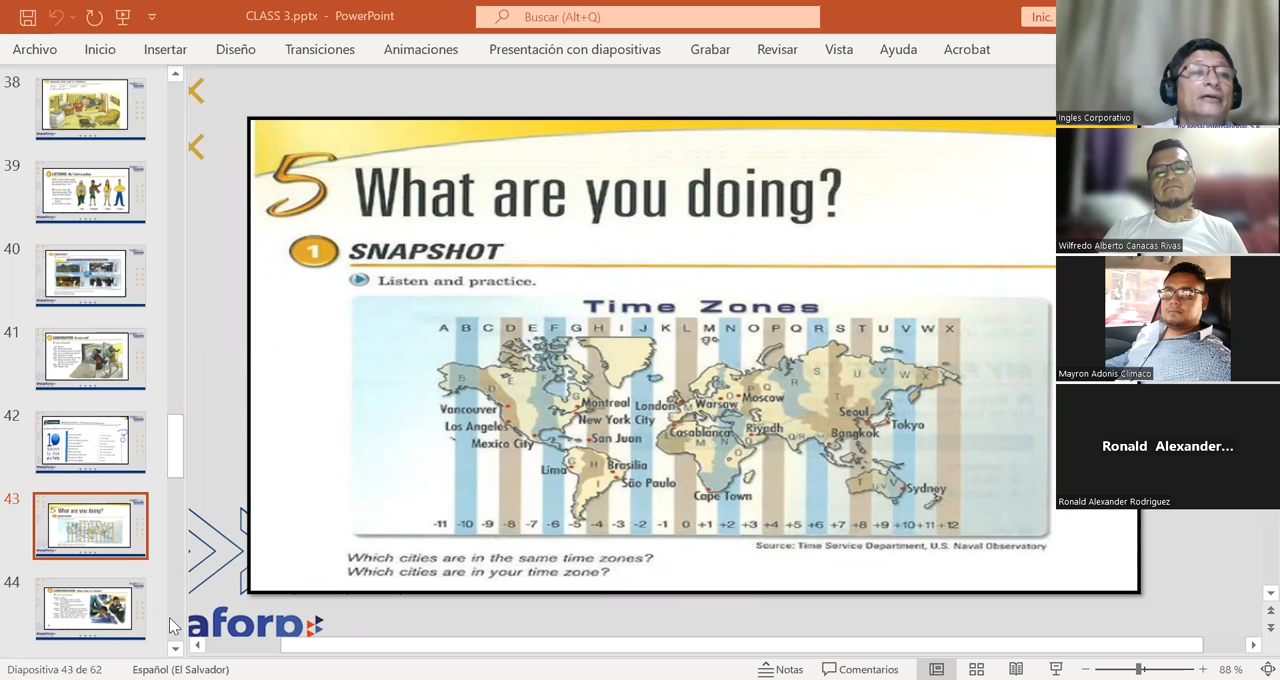 CLASS 3.pptx - PowerPoint
Buscar (Alt+Q)
Inic.
Archivo Inicio Insertar Diseño Transiciones Animaciones Presentación con diapositivas Grabar Revisar Vista Ayuda Acrobat
38
39
40
41
42
43
44
What are you doing?
5 What are you doing?
1 SNAPSHOT
Listen and practice.
Time Zones
A B C D E F G H I J K L M N O P Q R S T U V W X
Vancouver
Los Angeles
Mexico City
Montreal
New York City
San Juan
Lima
Brasilia
São Paulo
London
Warsaw
Moscow
Casablanca
Riyadh
Cape Town
Seoul
Tokyo
Bangkok
Sydney
-11 -10 -9 -8 -7 -6 -5 -4 -3 -2 -1 0 +1 +2 +3 +4 +5 +6 +7 +8 +9 +10 +11 +12
Source: Time Service Department, U.S. Naval Observatory
Which cities are in the same time zones?
Which cities are in your time zone?
aforp
Ingles Corporativo
Wilfredo Alberto Canacas Rivas
Mayron Adonis Climaco
Ronald Alexander...
Ronald Alexander Rodriguez
Diapositiva 43 de 62 Español (El Salvador) Notas Comentarios 88 %